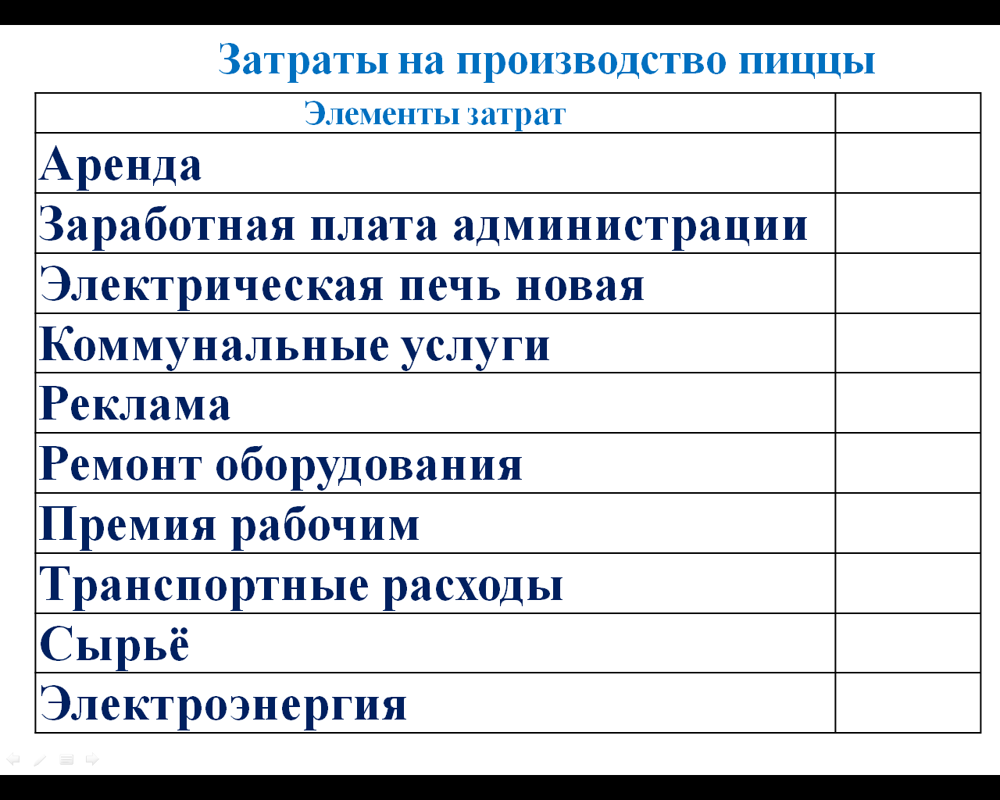 Затраты на производство пиццы
Элементы затрат
Аренда
Заработная плата администрации
Электрическая печь новая
Коммунальные услуги
Реклама
Ремонт оборудования
Премия рабочим
Транспортные расходы
Сырьё
Электроэнергия